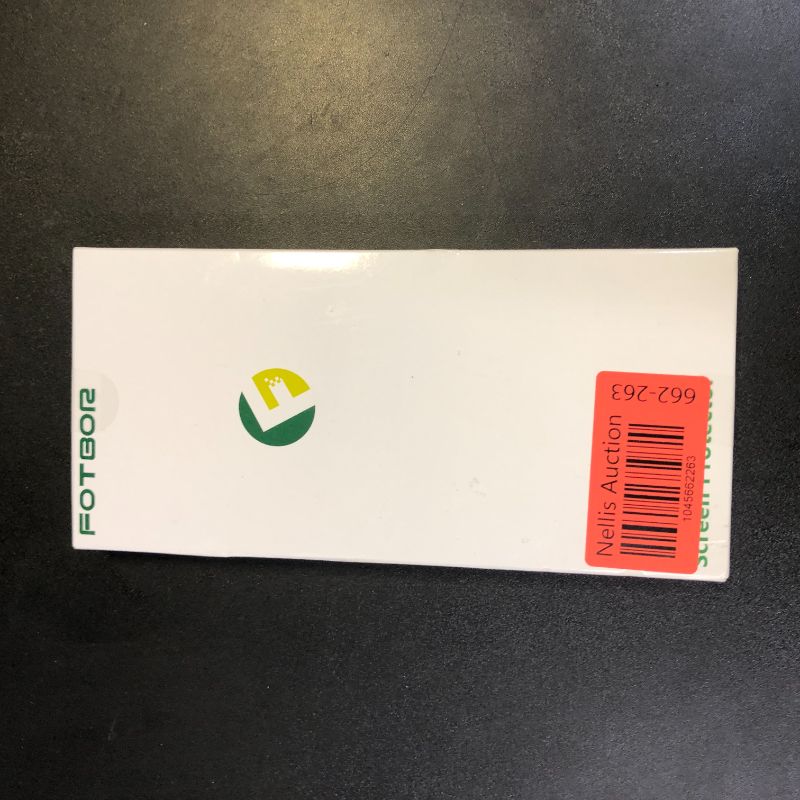 FOTBOR
Nellis Auction
1045662263
662-263
Screen Protector